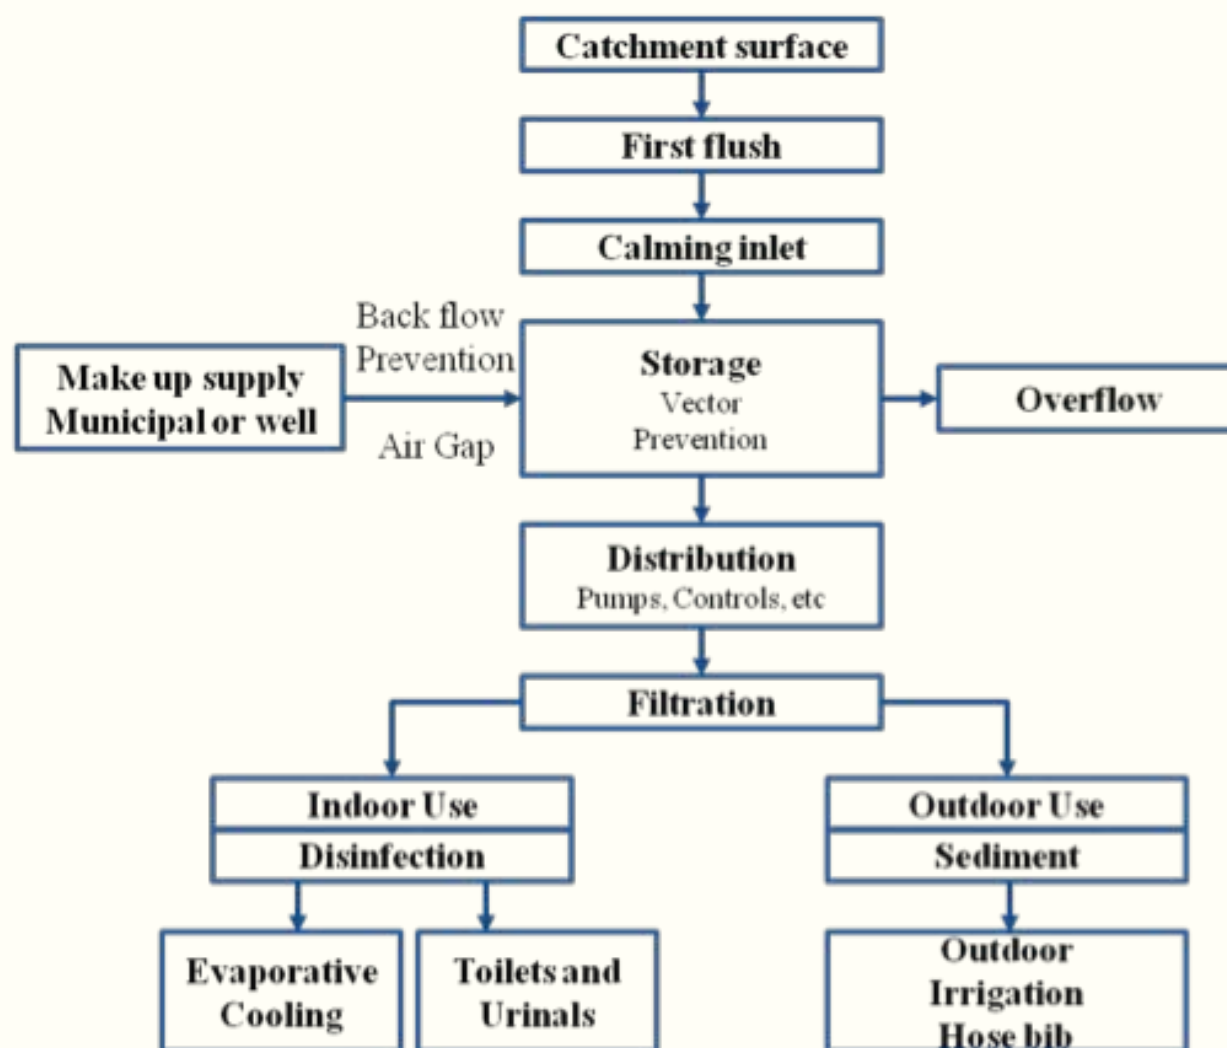 Catchment surface
First flush
Calming inlet
Back flow
Prevention
Make up supply
Municipal or well
Air Gap
Storage
Vector
Prevention
Overflow
Distribution
Pumps, Controls, etc
Filtration
Indoor Use
Disinfection
Outdoor Use
Sediment
Evaporative
Cooling
Toilets and
Urinals
Outdoor
Irrigation
Hose bib